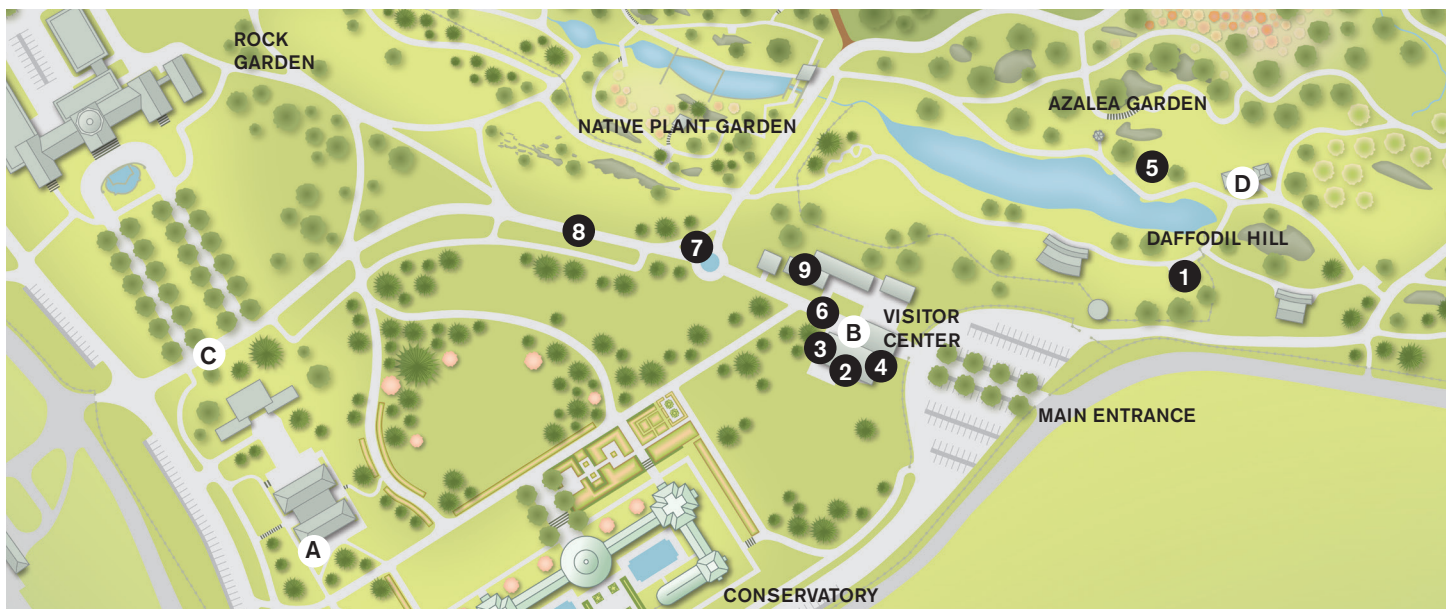 ROCK
GARDEN
NATIVE PLANT GARDEN
AZALEA GARDEN
5
D
8
7
DAFFODIL HILL
9
1
6
VISITOR
CENTER
B
3
2
4
C
MAIN ENTRANCE
A
CONSERVATORY